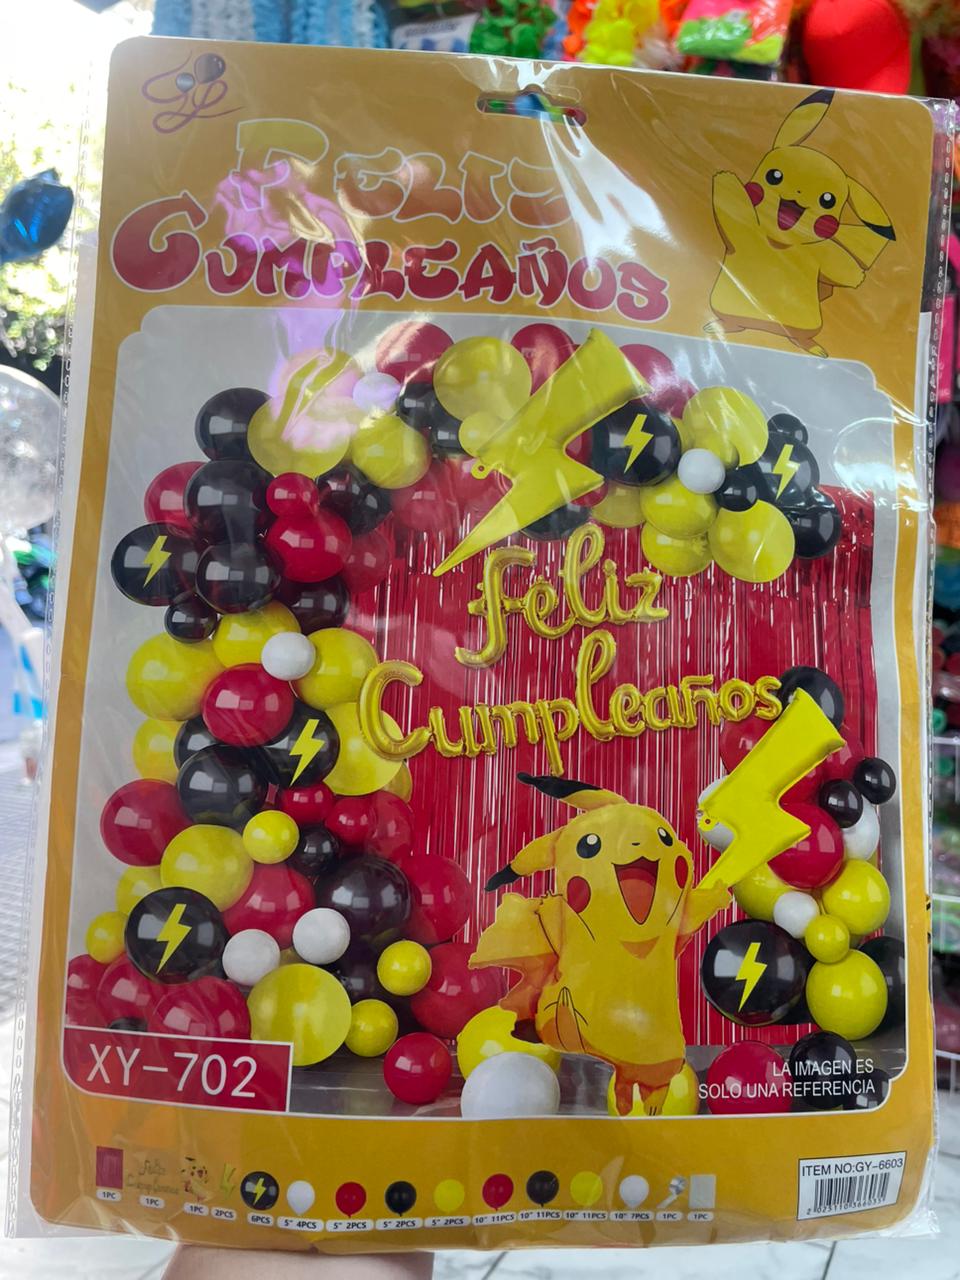 FELIZ
CUMPLEAÑOS
Feliz
Cumpleaños
XY-702
LA IMAGEN ES
SOLO UNA REFERENCIA
ITEM NO:GY-6603
1PC
1PC
1PC
2PCS
6PCS
5" 4PCS
5" 2PCS
5" 2PCS
5" 2PCS
10" 11PCS
10" 11PCS
10" 11PCS
10" 7PCS
1PC
1PC